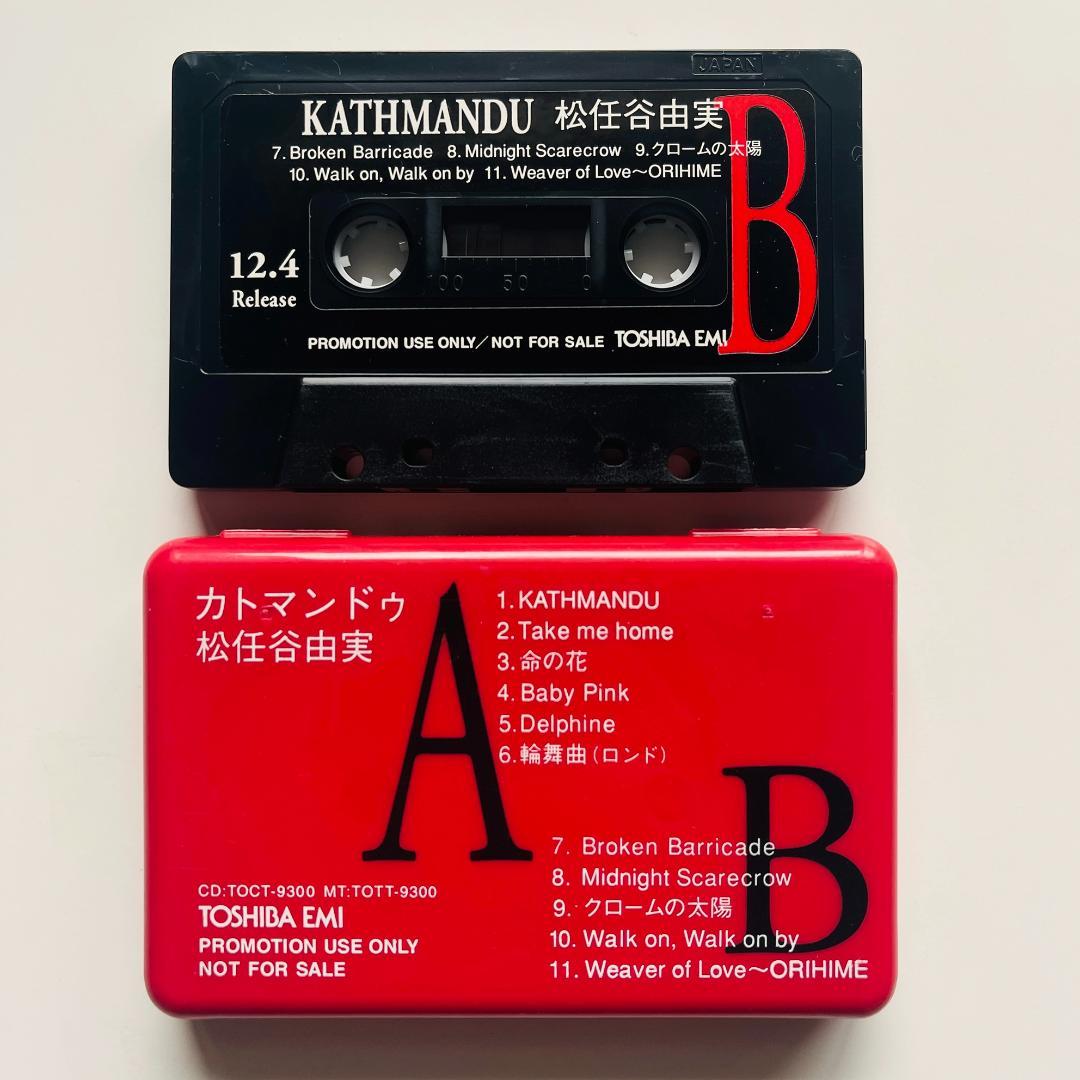 JAPAN
KATHMANDU 松任谷由実
B
7. Broken Barricade 8. Midnight Scarecrow 9. クロームの太陽
10. Walk on, Walk on by 11. Weaver of Love～ORIHIME
12.4
Release
100 50 0
PROMOTION USE ONLY／NOT FOR SALE TOSHIBA EMI
カトマンドゥ
松任谷由実
A
1. KATHMANDU
2. Take me home
3. 命の花
4. Baby Pink
5. Delphine
6. 輪舞曲（ロンド）
B
7. Broken Barricade
8. Midnight Scarecrow
9. クロームの太陽
10. Walk on, Walk on by
11. Weaver of Love～ORIHIME
CD:TOCT-9300 MT:TOTT-9300
TOSHIBA EMI
PROMOTION USE ONLY
NOT FOR SALE